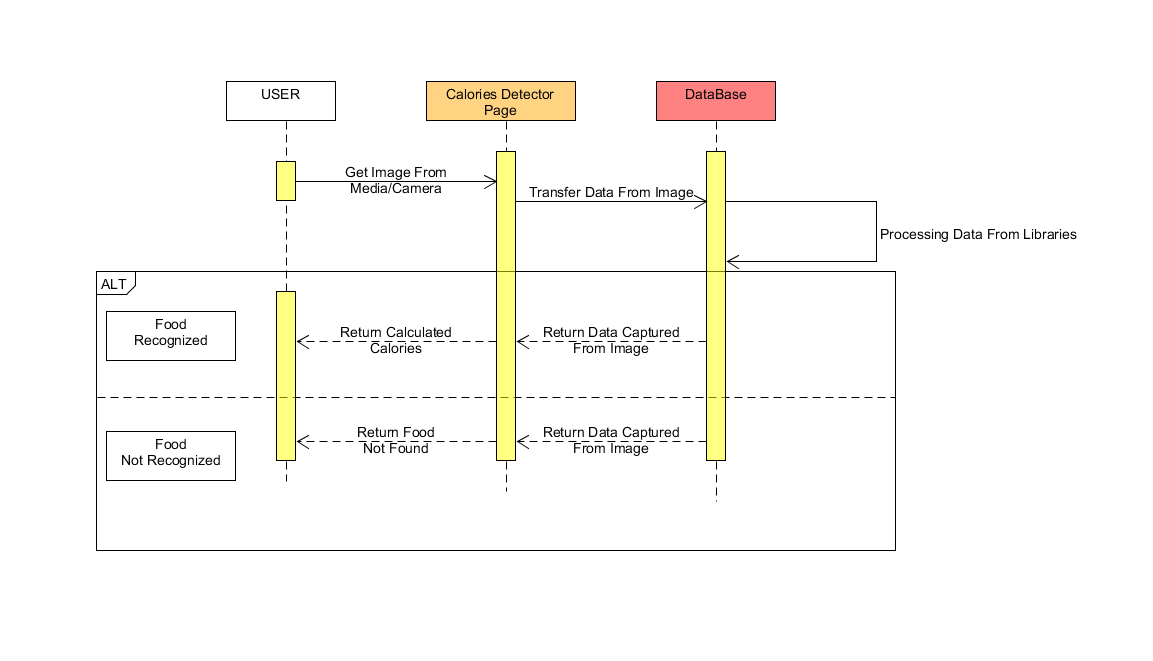 USER
Calories Detector
Page
DataBase
Get Image From
Media/Camera
Transfer Data From Image
Processing Data From Libraries
ALT
Food
Recognized
Return Calculated
Calories
Return Data Captured
From Image
Food
Not Recognized
Return Food
Not Found
Return Data Captured
From Image